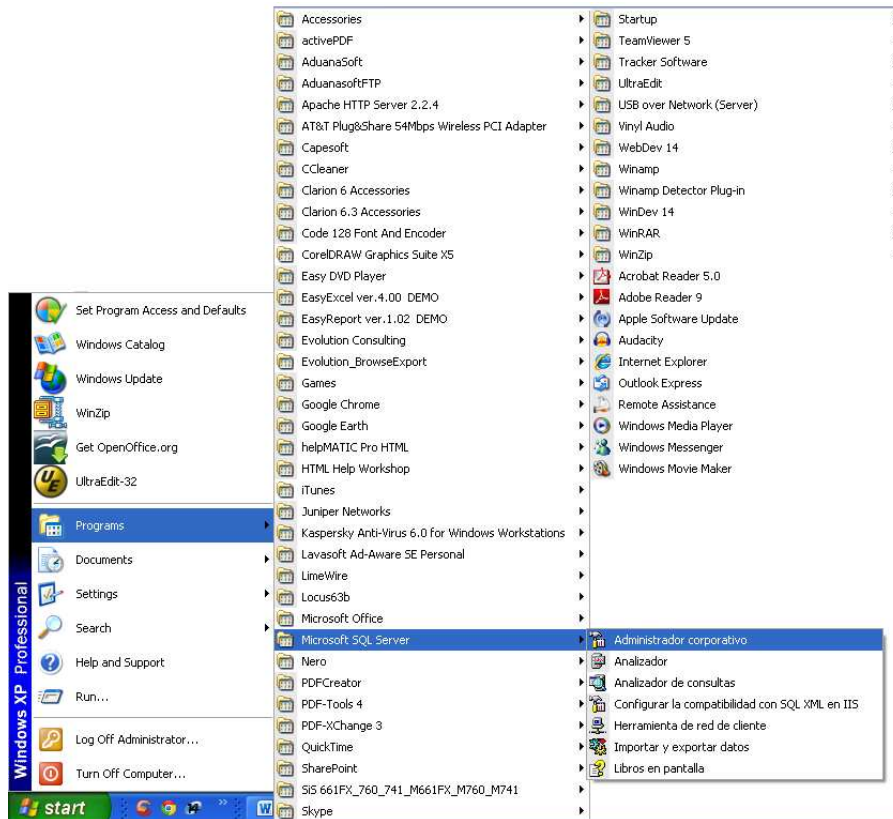 Set Program Access and Defaults
Windows Catalog
Windows Update
WinZip
Get OpenOffice.org
UltraEdit-32
Programs
Documents
Settings
Search
Help and Support
Run...
Log Off Administrator...
Turn Off Computer...
Windows XP Professional
start
Accessories
activePDF
AduanaSoft
AduanasoftFTP
Apache HTTP Server 2.2.4
AT&T Plug&Share 54Mbps Wireless PCI Adapter
Capesoft
CCleaner
Clarion 6 Accessories
Clarion 6.3 Accessories
Code 128 Font And Encoder
CorelDRAW Graphics Suite X5
Easy DVD Player
EasyExcel ver.4.00 DEMO
EasyReport ver.1.02 DEMO
Evolution Consulting
Evolution_BrowseExport
Games
Google Chrome
Google Earth
helpMATIC Pro HTML
HTML Help Workshop
iTunes
Juniper Networks
Kaspersky Anti-Virus 6.0 for Windows Workstations
Lavasoft Ad-Aware SE Personal
LimeWire
Locus63b
Microsoft Office
Microsoft SQL Server
Nero
PDFCreator
PDF-Tools 4
PDF-XChange 3
QuickTime
SharePoint
SiS 661FX_760_741_M661FX_M760_M741
Skype
Startup
TeamViewer 5
Tracker Software
UltraEdit
USB over Network (Server)
Vinyl Audio
WebDev 14
Winamp
Winamp Detector Plug-in
WinDev 14
WinRAR
WinZip
Acrobat Reader 5.0
Adobe Reader 9
Apple Software Update
Audacity
Internet Explorer
Outlook Express
Remote Assistance
Windows Media Player
Windows Messenger
Windows Movie Maker
Administrador corporativo
Analizador
Analizador de consultas
Configurar la compatibilidad con SQL XML en IIS
Herramienta de red de cliente
Importar y exportar datos
Libros en pantalla